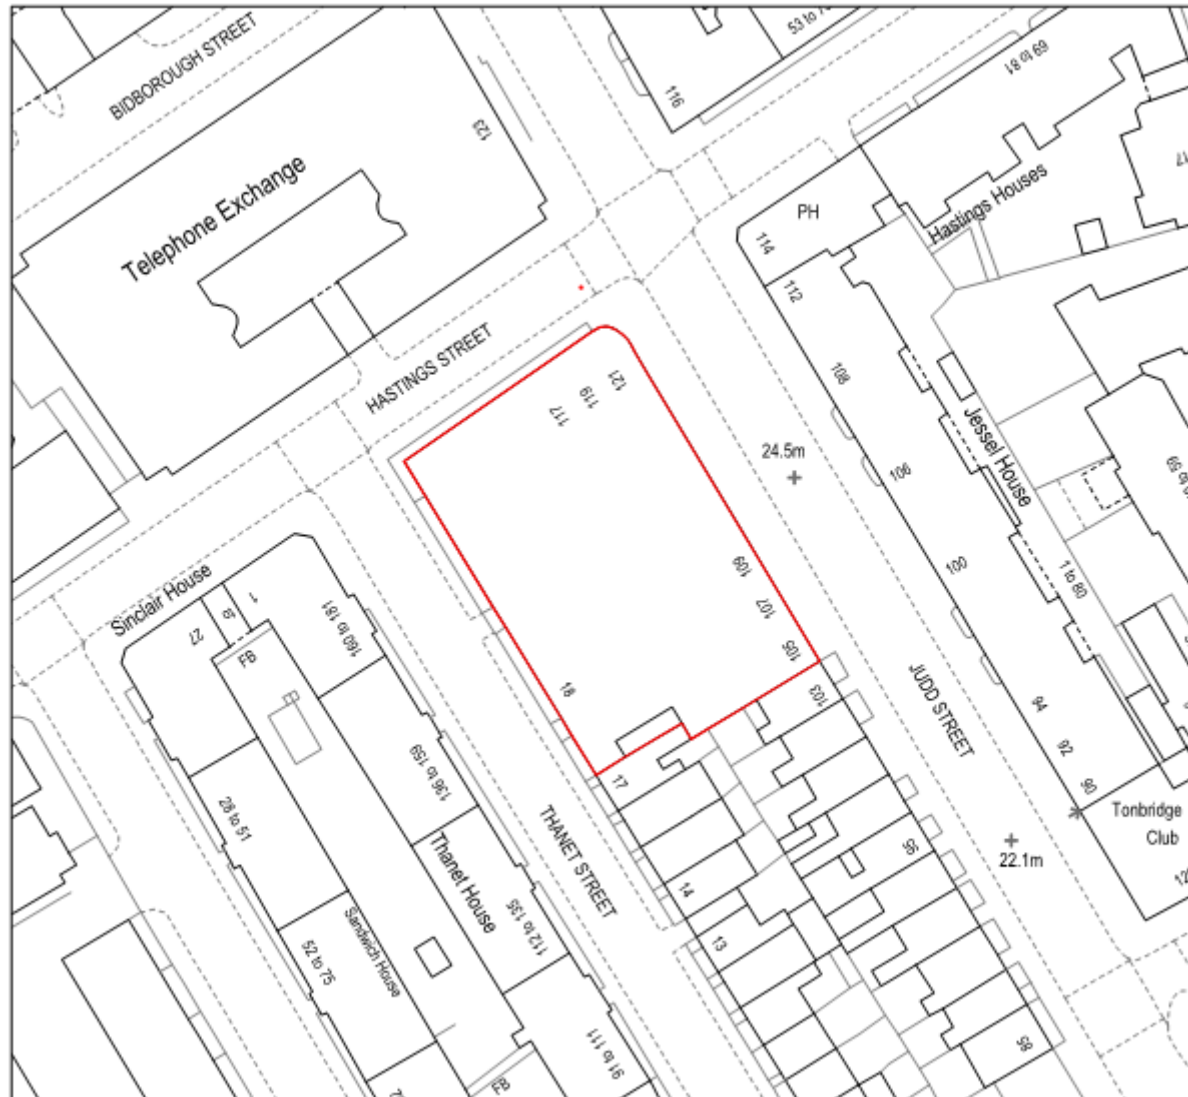 BIDBOROUGH STREET
53 to 7
116
69 to 81
123
Telephone Exchange
17
Hastings Houses
PH
114
112
HASTINGS STREET
121
119
117
108
Jessel House
24.5m
106
109
100
1 to 80
107
Sinclair House
1
27
160 to 181
FB
105
18
103
JUDD STREET
94
92
90
17
136 to 159
28 to 51
THANET STREET
Tonbridge
Club
22.1m
95
Thanet House
14
112 to 135
13
Sandwich House
52 to 75
85
91 to 111
FB